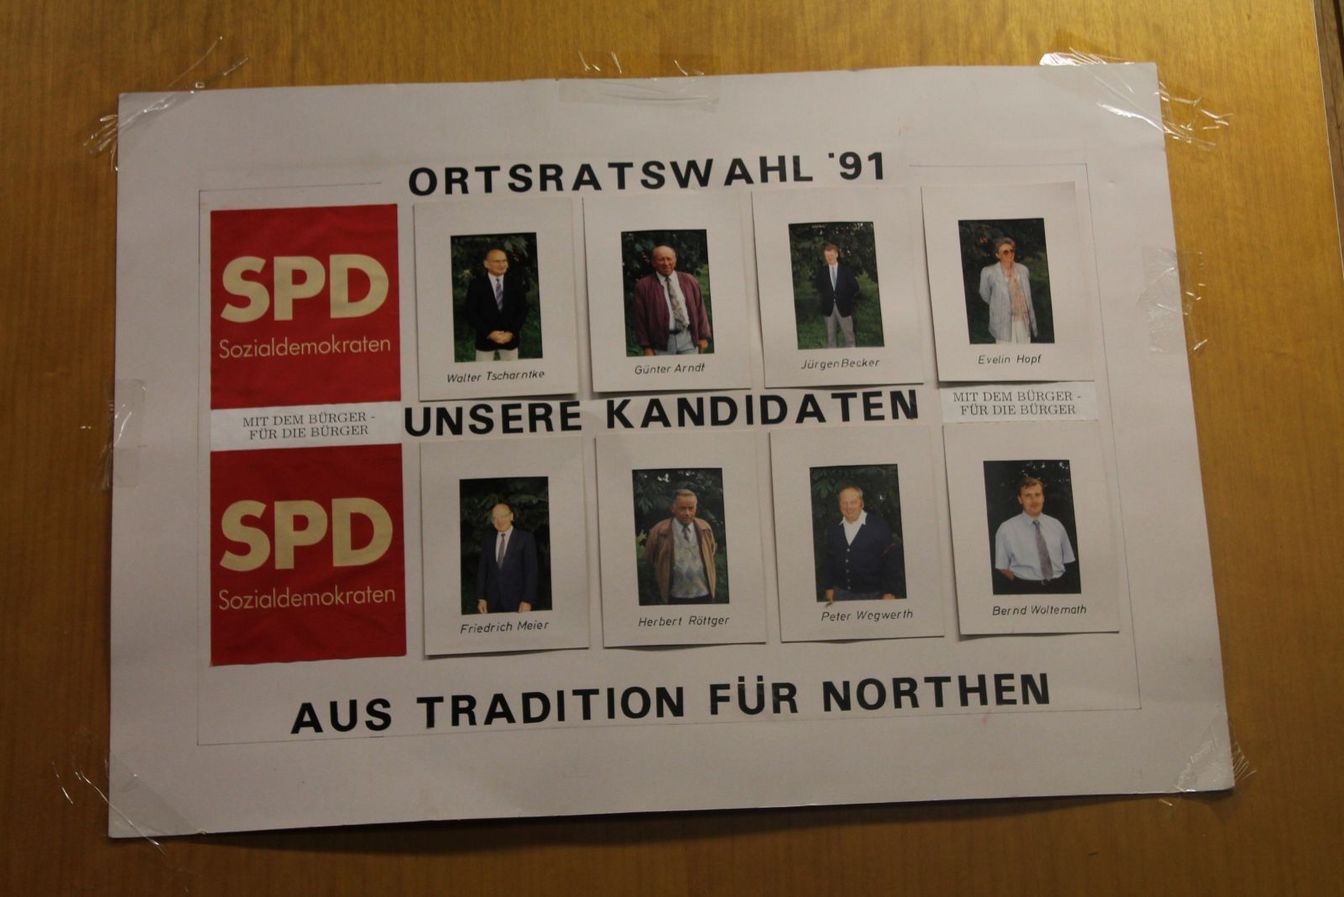 ORTSRATSWAHL '91
SPD
Sozialdemokraten
Walter Tscharntke
Günter Arndt
Jürgen Becker
Evelin Hopf
MIT DEM BÜRGER -
FÜR DIE BÜRGER
UNSERE KANDIDATEN
MIT DEM BÜRGER -
FÜR DIE BÜRGER
SPD
Sozialdemokraten
Friedrich Meier
Herbert Röttger
Peter Wegwerth
Bernd Woltemath
AUS TRADITION FÜR NORTHEN